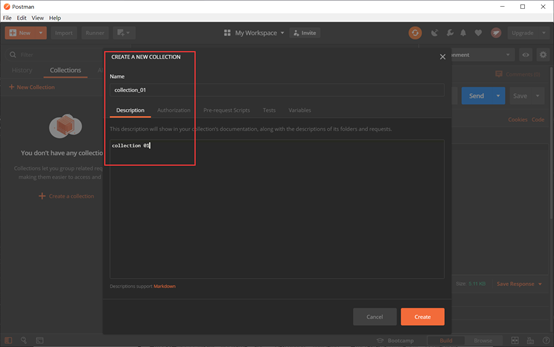 Postman
File Edit View Help
New Import Runner My Workspace Invite Upgrade
Filter
History Collections
New Collection
You don't have any collectio
Collections let you group related req
making them easier to access and
Create a collection
CREATE A NEW COLLECTION
Name
collection_01
Description Authorization Pre-request Scripts Tests Variables
This description will show in your collection's documentation, along with the descriptions of its folders and requests.
collection 05
Descriptions support Markdown
Cancel Create
nment
Send Save
Cookies Code
Save Response
Bootcamp Build Browse